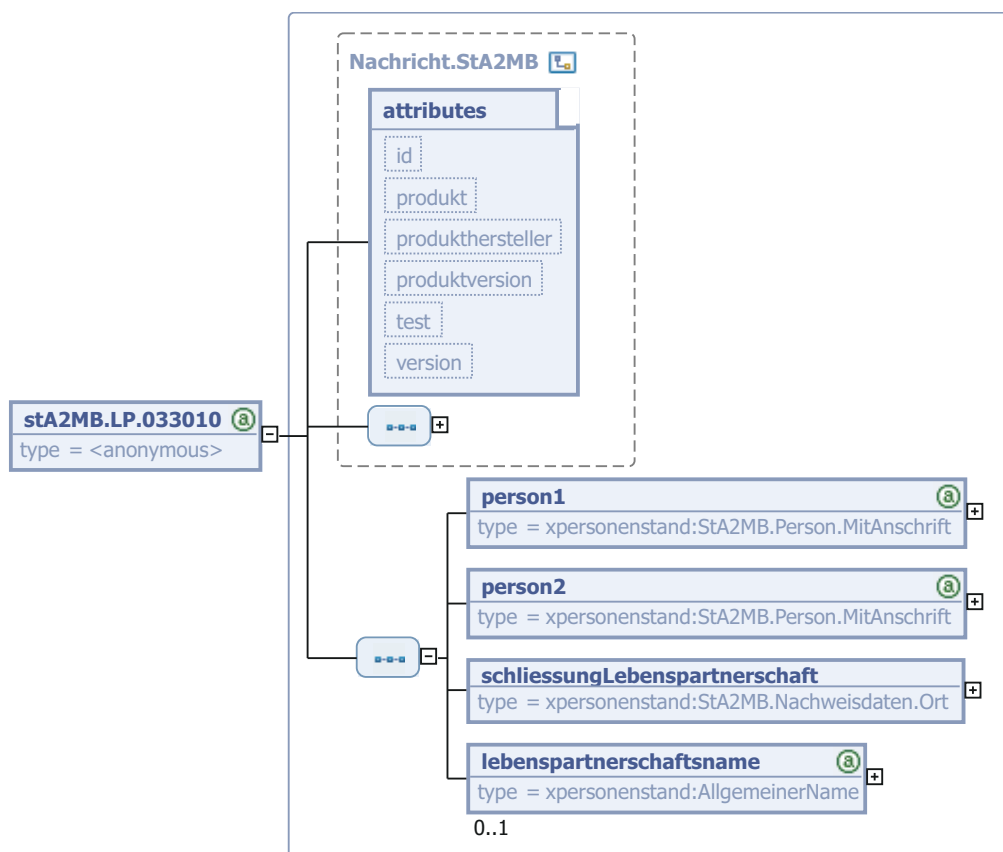 Nachricht.StA2MB
attributes
id
produkt
produkthersteller
produktversion
test
version
stA2MB.LP.033010 a
type = <anonymous>
person1 a
type = xpersonenstand:StA2MB.Person.MitAnschrift
person2 a
type = xpersonenstand:StA2MB.Person.MitAnschrift
schliessungLebenspartnerschaft
type = xpersonenstand:StA2MB.Nachweisdaten.Ort
lebenspartnerschaftsname a
type = xpersonenstand:AllgemeinerName
0..1